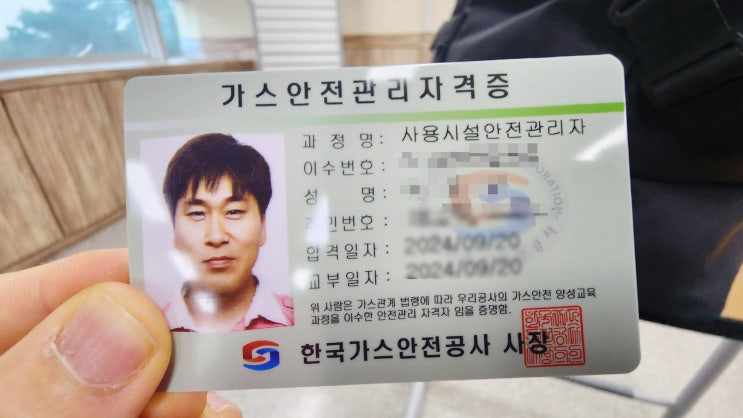 가스안전관리자격증
과 정 명 : 사용시설안전관리자
이수번호 :
성 명 :
주민번호 :
합격일자 : 2024/09/20
교부일자 : 2024/09/20
위 사람은 가스관계 법령에 따라 우리공사의 가스안전 양성교육
과정을 이수한 안전관리 자격자 임을 증명함.
한국가스안전공사 사장